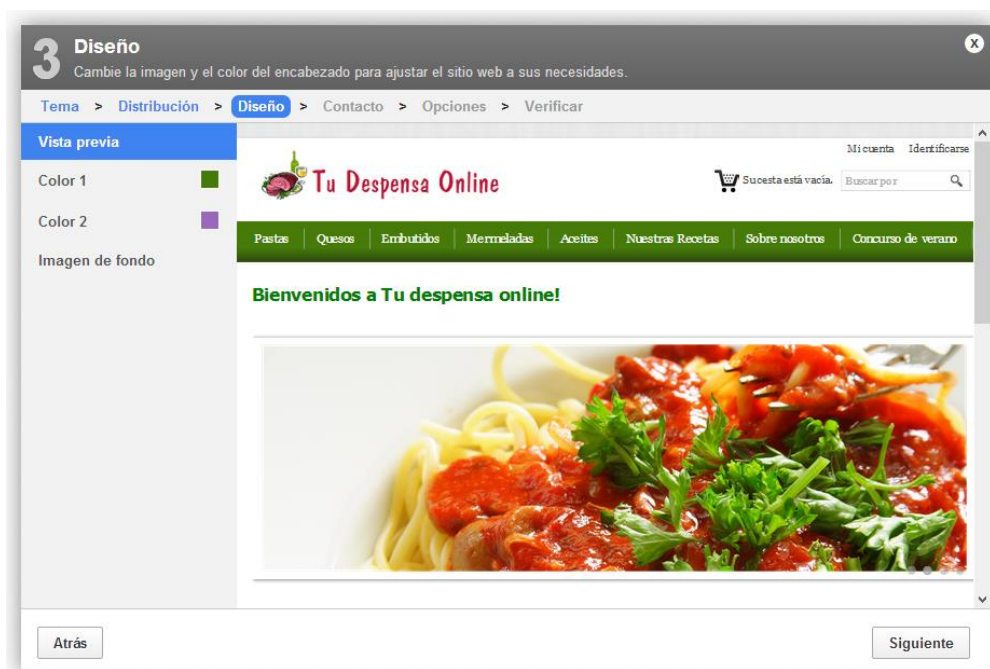 3 Diseño
Cambie la imagen y el color del encabezado para ajustar el sitio web a sus necesidades.
x
Tema > Distribución > Diseño > Contacto > Opciones > Verificar
Vista previa
Color 1
Color 2
Imagen de fondo
Mi cuenta Identificarse
Tu Despensa Online
Su cesta está vacía.
Buscar por
Pastas Quesos Embutidos Mermeladas Aceites Nuestras Recetas Sobre nosotros Concurso de verano
Bienvenidos a Tu despensa online!
Atrás
Siguiente